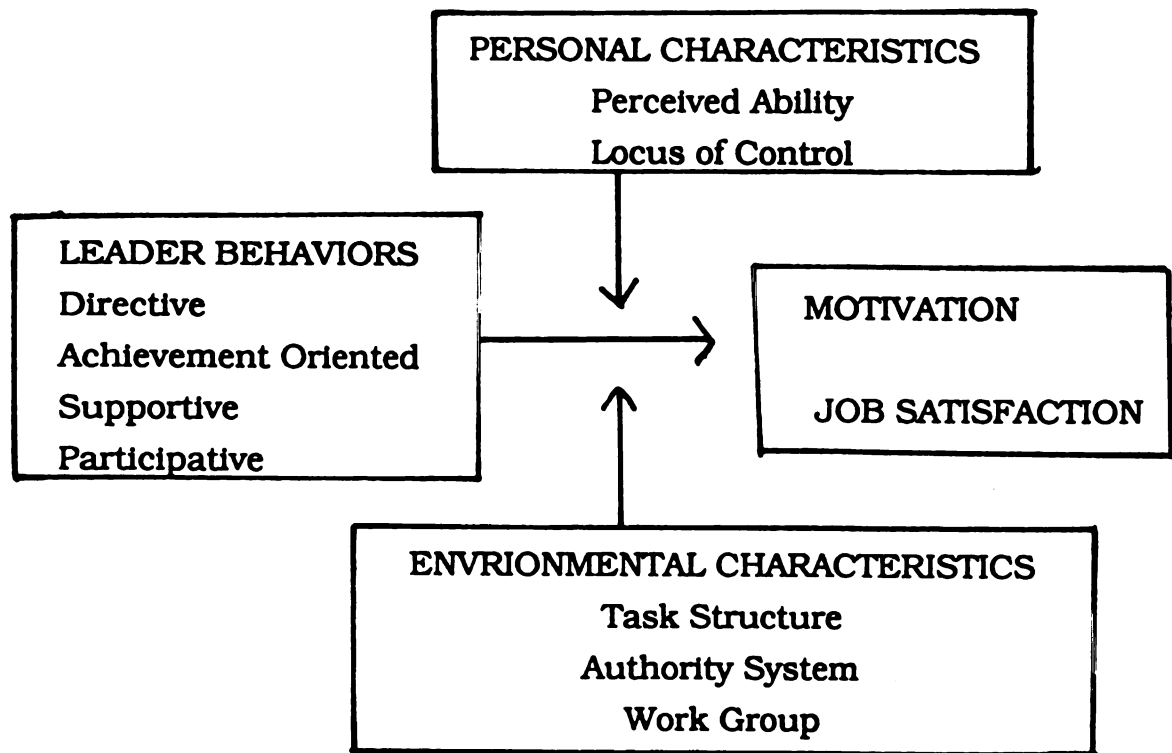 PERSONAL CHARACTERISTICS
Perceived Ability
Locus of Control
LEADER BEHAVIORS
Directive
Achievement Oriented
Supportive
Participative
MOTIVATION
JOB SATISFACTION
ENVRIONMENTAL CHARACTERISTICS
Task Structure
Authority System
Work Group